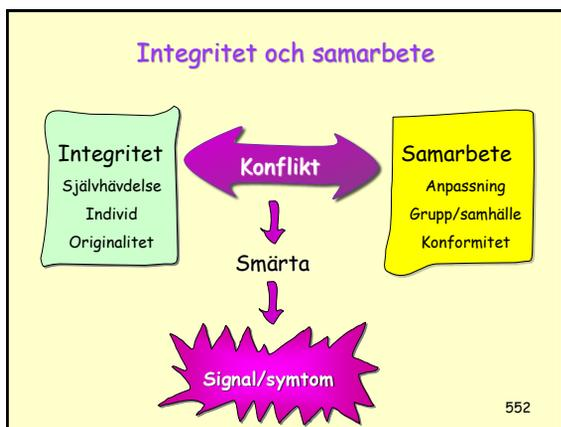 Integritet och samarbete
Integritet
Självhävdelse
Individ
Originalitet
Konflikt
Samarbete
Anpassning
Grupp/samhälle
Konformitet
Smärta
Signal/symtom
552